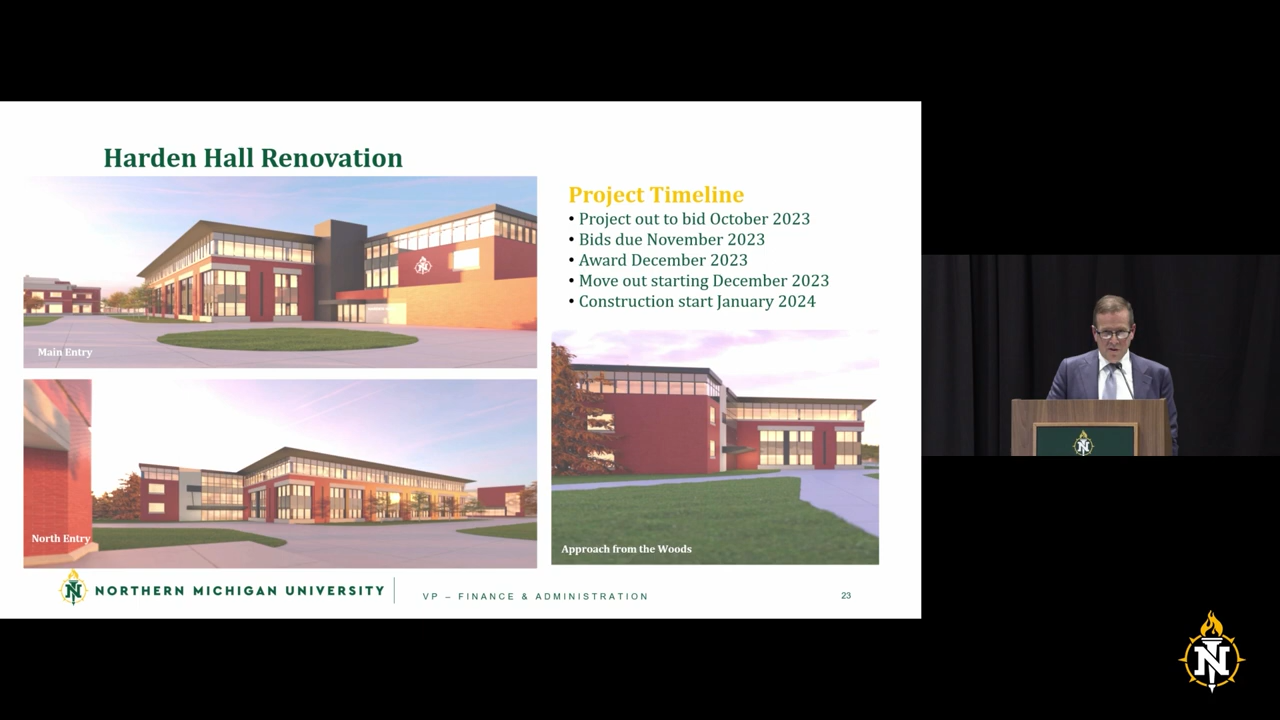 Harden Hall Renovation
Main Entry
North Entry
Project Timeline
• Project out to bid October 2023
• Bids due November 2023
• Award December 2023
• Move out starting December 2023
• Construction start January 2024
Approach from the Woods
N
NORTHERN MICHIGAN UNIVERSITY
VP – FINANCE & ADMINISTRATION
23
N
N